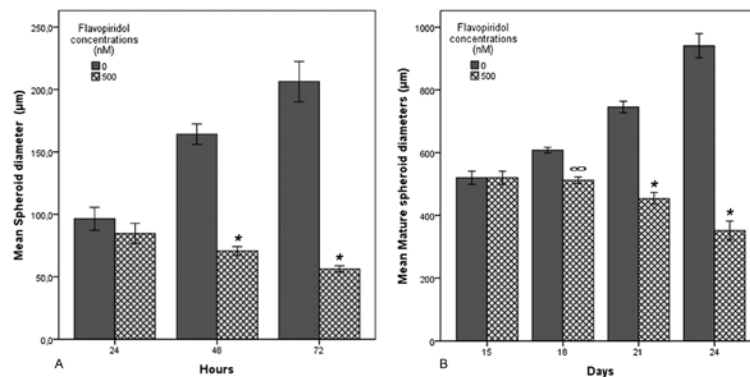 Flavopiridol
concentrations
(nM)
0
500
Mean Spheroid diameter (μm)
250,0
200,0
150,0
100,0
50,0
0,0
*
*
24
48
72
A
Hours
Flavopiridol
concentrations
(nM)
0
500
Mean Mature spheroid diameters (μm)
1000
800
600
400
200
0
∞
*
*
15
18
21
24
B
Days